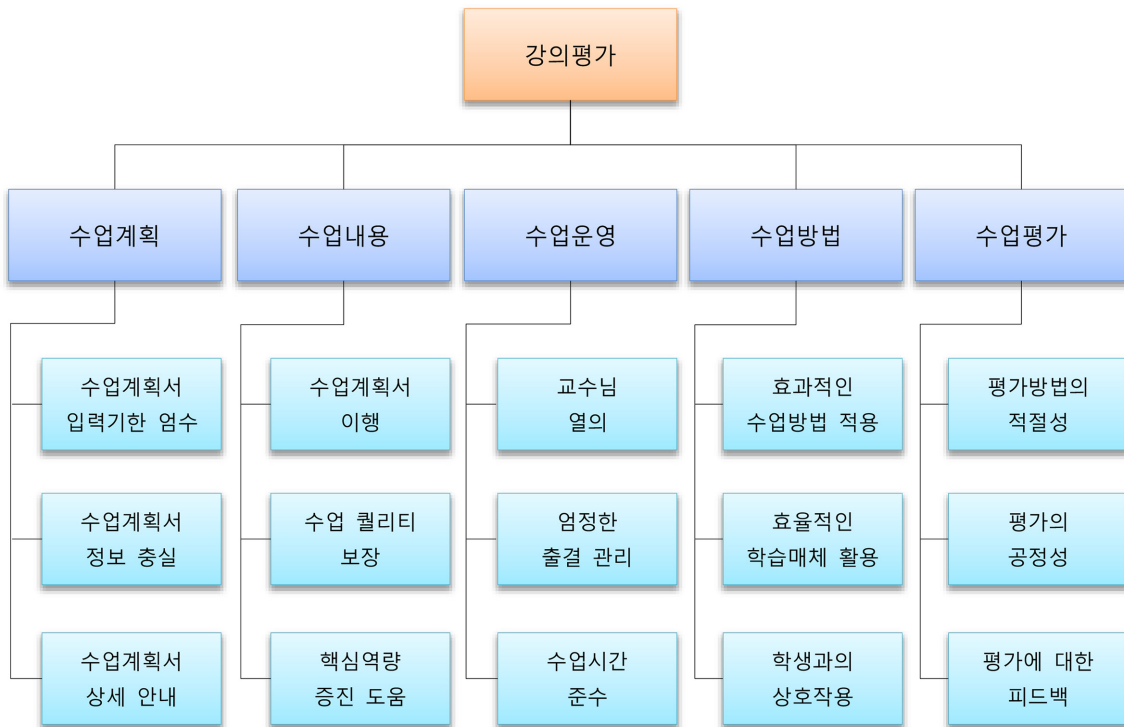 강의평가
수업계획
수업내용
수업운영
수업방법
수업평가
수업계획서
입력기한 엄수
수업계획서
이행
교수님
열의
효과적인
수업방법 적용
평가방법의
적절성
수업계획서
정보 충실
수업 퀄리티
보장
엄정한
출결 관리
효율적인
학습매체 활용
평가의
공정성
수업계획서
상세 안내
핵심역량
증진 도움
수업시간
준수
학생과의
상호작용
평가에 대한
피드백